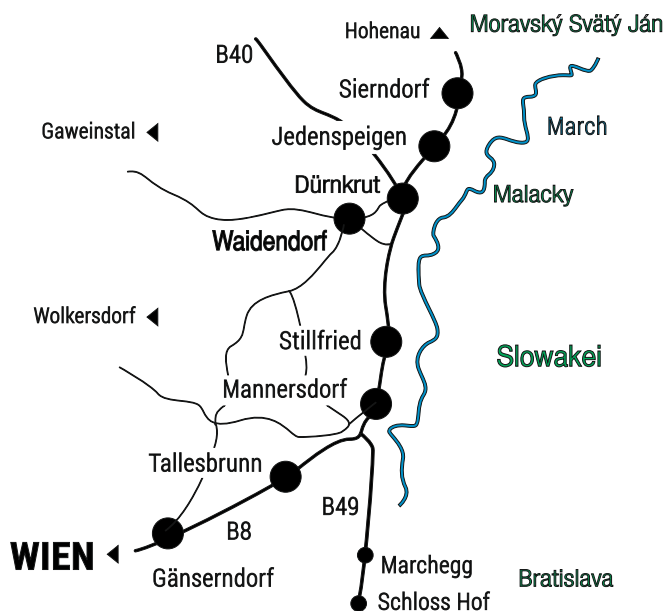 Moravský Svätý Ján
Hohenau
B40
Sierndorf
March
Gaweinstal
Jedenspeigen
Dürnkrut
Malacky
Waidendorf
Wolkersdorf
Stillfried
Slowakei
Mannersdorf
Tallesbrunn
B49
B8
WIEN
Marchegg
Gänserndorf
Bratislava
Schloss Hof